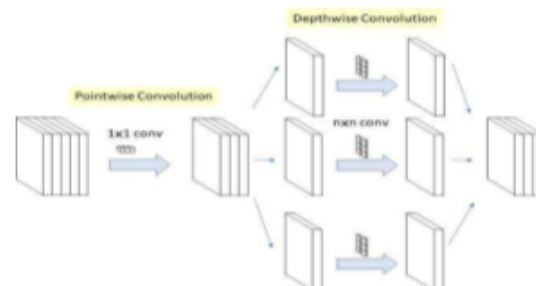 Depthwise Convolution
Pointwise Convolution
1x1 conv
nxn conv